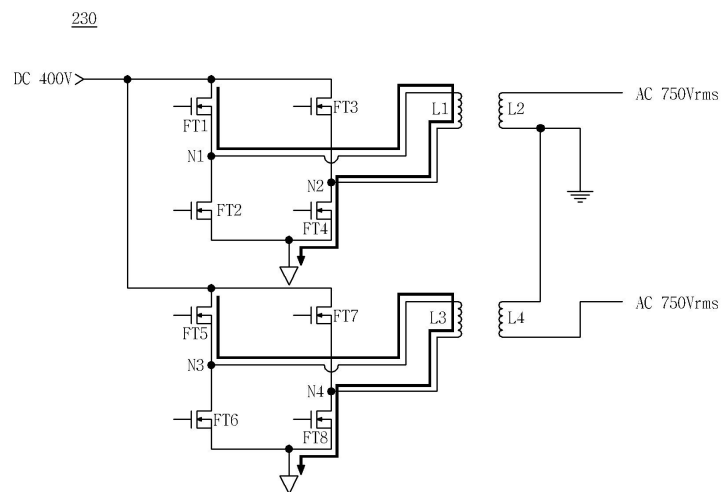 230
DC 400V
FT1
FT3
L1
L2
AC 750Vrms
N1
N2
FT2
FT4
FT5
FT7
L3
L4
AC 750Vrms
N3
N4
FT6
FT8